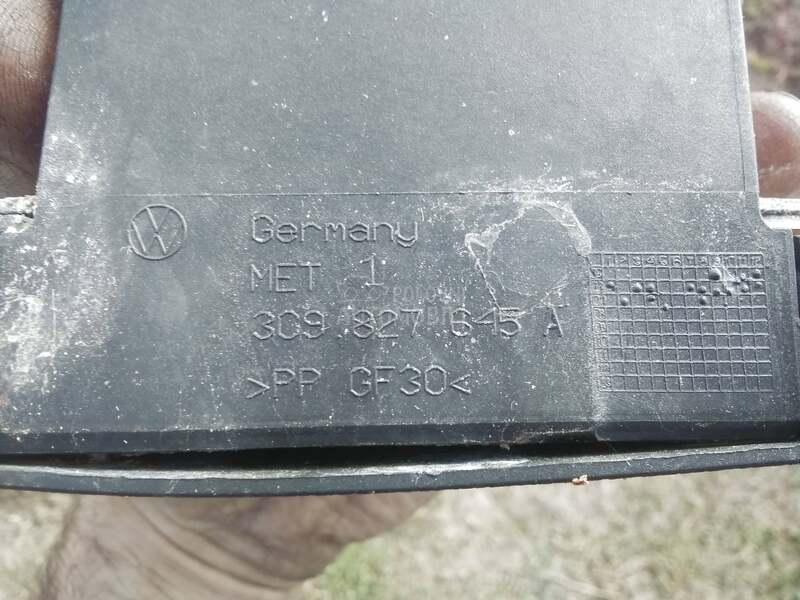 Germany
MET 1
3C9 827 645 A
>PP GF30<